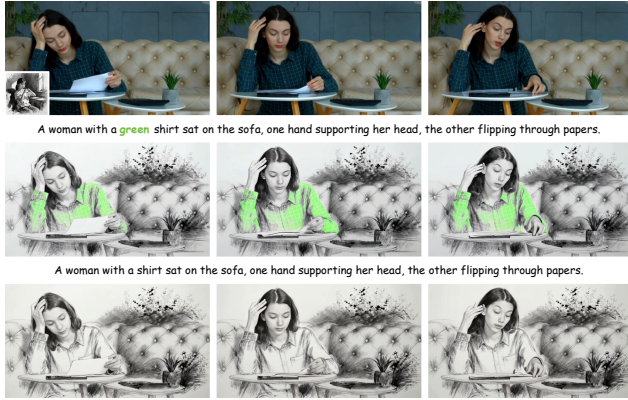 A woman with a green shirt sat on the sofa, one hand supporting her head, the other flipping through papers.
A woman with a shirt sat on the sofa, one hand supporting her head, the other flipping through papers.